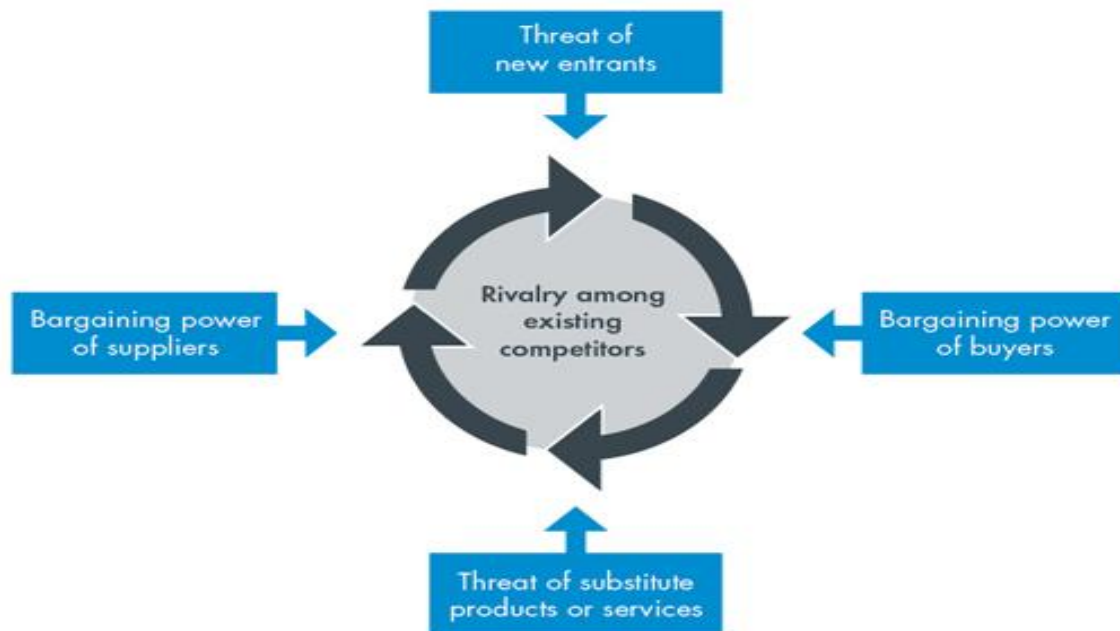 Threat of
new entrants
Bargaining power
of suppliers
Rivalry among
existing
competitors
Bargaining power
of buyers
Threat of substitute
products or services